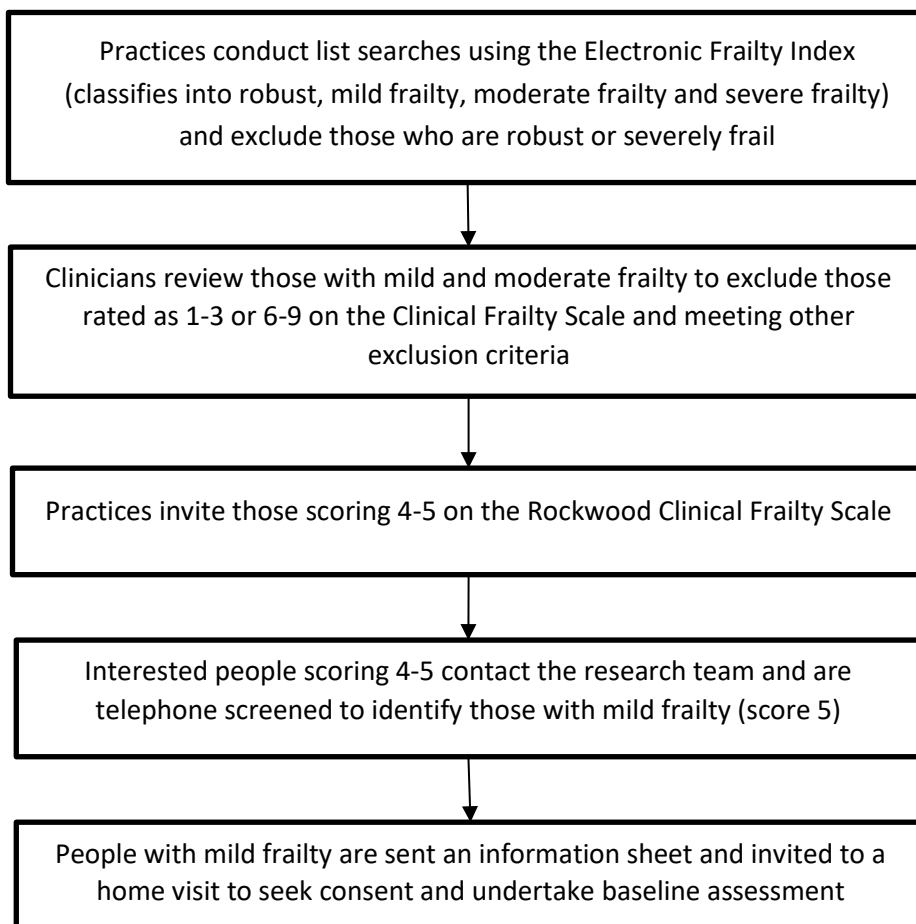 Practices conduct list searches using the Electronic Frailty Index
(classifies into robust, mild frailty, moderate frailty and severe frailty)
and exclude those who are robust or severely frail
Clinicians review those with mild and moderate frailty to exclude those
rated as 1-3 or 6-9 on the Clinical Frailty Scale and meeting other
exclusion criteria
Practices invite those scoring 4-5 on the Rockwood Clinical Frailty Scale
Interested people scoring 4-5 contact the research team and are
telephone screened to identify those with mild frailty (score 5)
People with mild frailty are sent an information sheet and invited to a
home visit to seek consent and undertake baseline assessment